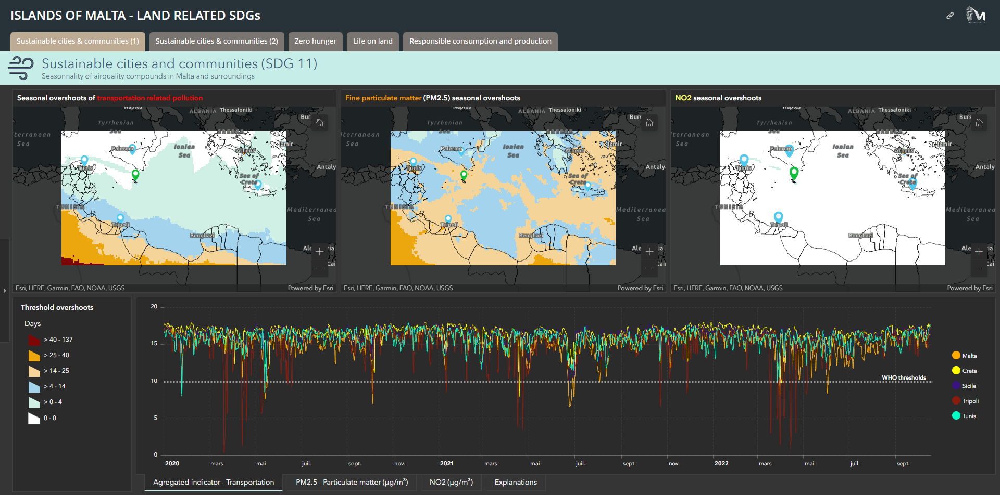 ISLANDS OF MALTA - LAND RELATED SDGs
Sustainable cities & communities (1)
Sustainable cities & communities (2)
Zero hunger
Life on land
Responsible consumption and production
Sustainable cities and communities (SDG 11)
Seasonnality of airquality compounds in Malta and surroundings
Seasonal overshoots of transportation related pollution
Naples
ALBANIA
Thessaloniki
Burs
Tyrrhenian
Sea
GREECE
terranean
Sea
Izmir
Palermo
Ionian
Sea
Athens
Tunis
Antaly
Sea of
Crete
TUNISIA
Mediterranea
Sea
Tripoli
Benghazi
Ale
ia
Cai
Esri, HERE, Garmin, FAO, NOAA, USGS
Powered by Esri
Fine particulate matter (PM2.5) seasonal overshoots
Naples
ALBANIA
Thessaloniki
Burs
Tyrrhenian
Sea
GREECE
terranean
Sea
Izmir
Palermo
Ionian
Sea
Athens
Tunis
Antaly
Sea of
Crete
TUNISIA
Mediterranea
Sea
Tripoli
Benghazi
Ale
ia
Cai
Esri, HERE, Garmin, FAO, NOAA, USGS
Powered by Esri
NO2 seasonal overshoots
Naples
ALBANIA
Thessaloniki
Burs
Tyrrhenian
Sea
GREECE
terranean
Sea
Izmir
Palermo
Ionian
Sea
Athens
Tunis
Antaly
Sea of
Crete
TUNISIA
Mediterranea
Sea
Tripoli
Benghazi
Ale
ia
Cai
Esri, HERE, Garmin, FAO, NOAA, USGS
Powered by Esri
Threshold overshoots
Days
> 40 - 137
> 25 - 40
> 14 - 25
> 4 - 14
> 0 - 4
0 - 0
20
15
10
5
0
WHO thresholds
2020
mars
mai
juil.
sept.
nov.
2021
mars
mai
juil.
sept.
nov.
2022
mars
mai
juil.
sept.
Malta
Crete
Sicile
Tripoli
Tunis
Agregated indicator - Transportation
PM2.5 - Particulate matter (µg/m³)
NO2 (µg/m³)
Explanations